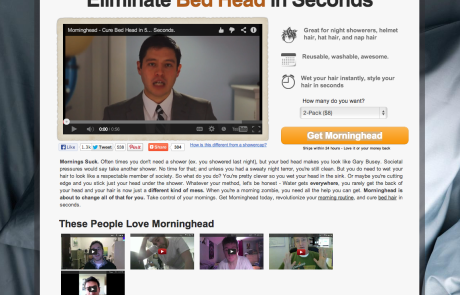 Eliminate Bed Head in Seconds
Morninghead - Cure Bed Head in 5... Seconds.
0:00 / 0:50
You
Great for night showerers, helmet
hair, hat hair, and nap hair
Reusable, washable, awesome.
Wet your hair instantly, style your
hair in seconds
How many do you want?
2-Pack ($8)
Get Morninghead
Ships within 24 hours - Love it or your money back
Like
1.3k
Tweet
155
Pin it
Share
384
How is this different from a showercap?
Mornings Suck. Often times you don't need a shower (ex. you showered last night), but your bed head makes you look like Gary Busey. Societal
pressures would say take another shower. No time for that, and unless you had a sweaty night terror, you're still clean. But you do need to wet your
hair to look like a respectable member of society. So what do you do? You're pretty clever so you wet your head in the sink. Or maybe you're cutting
edge and you stick just your head under the shower. Whatever your method, let's be honest - Water gets everywhere, you rarely get the back of
your head and your hair is now just a different kind of mess. When you're a morning zombie, you need all the help you can get. Morninghead is
about to change all of that for you. Take control of your mornings. Get Morninghead today, revolutionize your morning routine, and cure bed hair in
seconds.
These People Love Morninghead